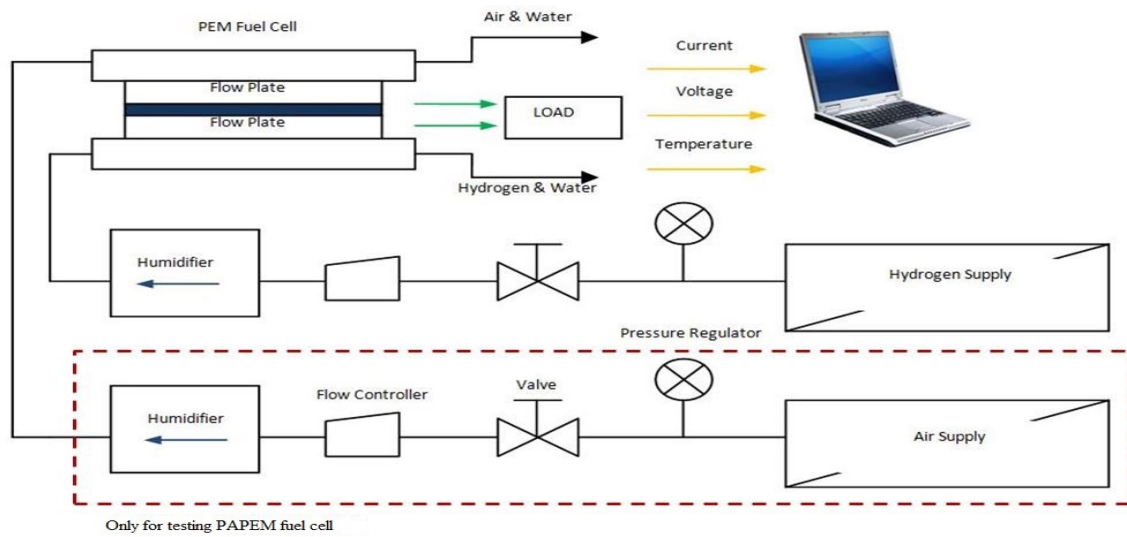 Air & Water
PEM Fuel Cell
Current
Flow Plate
Voltage
LOAD
Flow Plate
Temperature
Hydrogen & Water
Humidifier
Hydrogen Supply
Pressure Regulator
Flow Controller
Valve
Humidifier
Air Supply
Only for testing PAPEM fuel cell